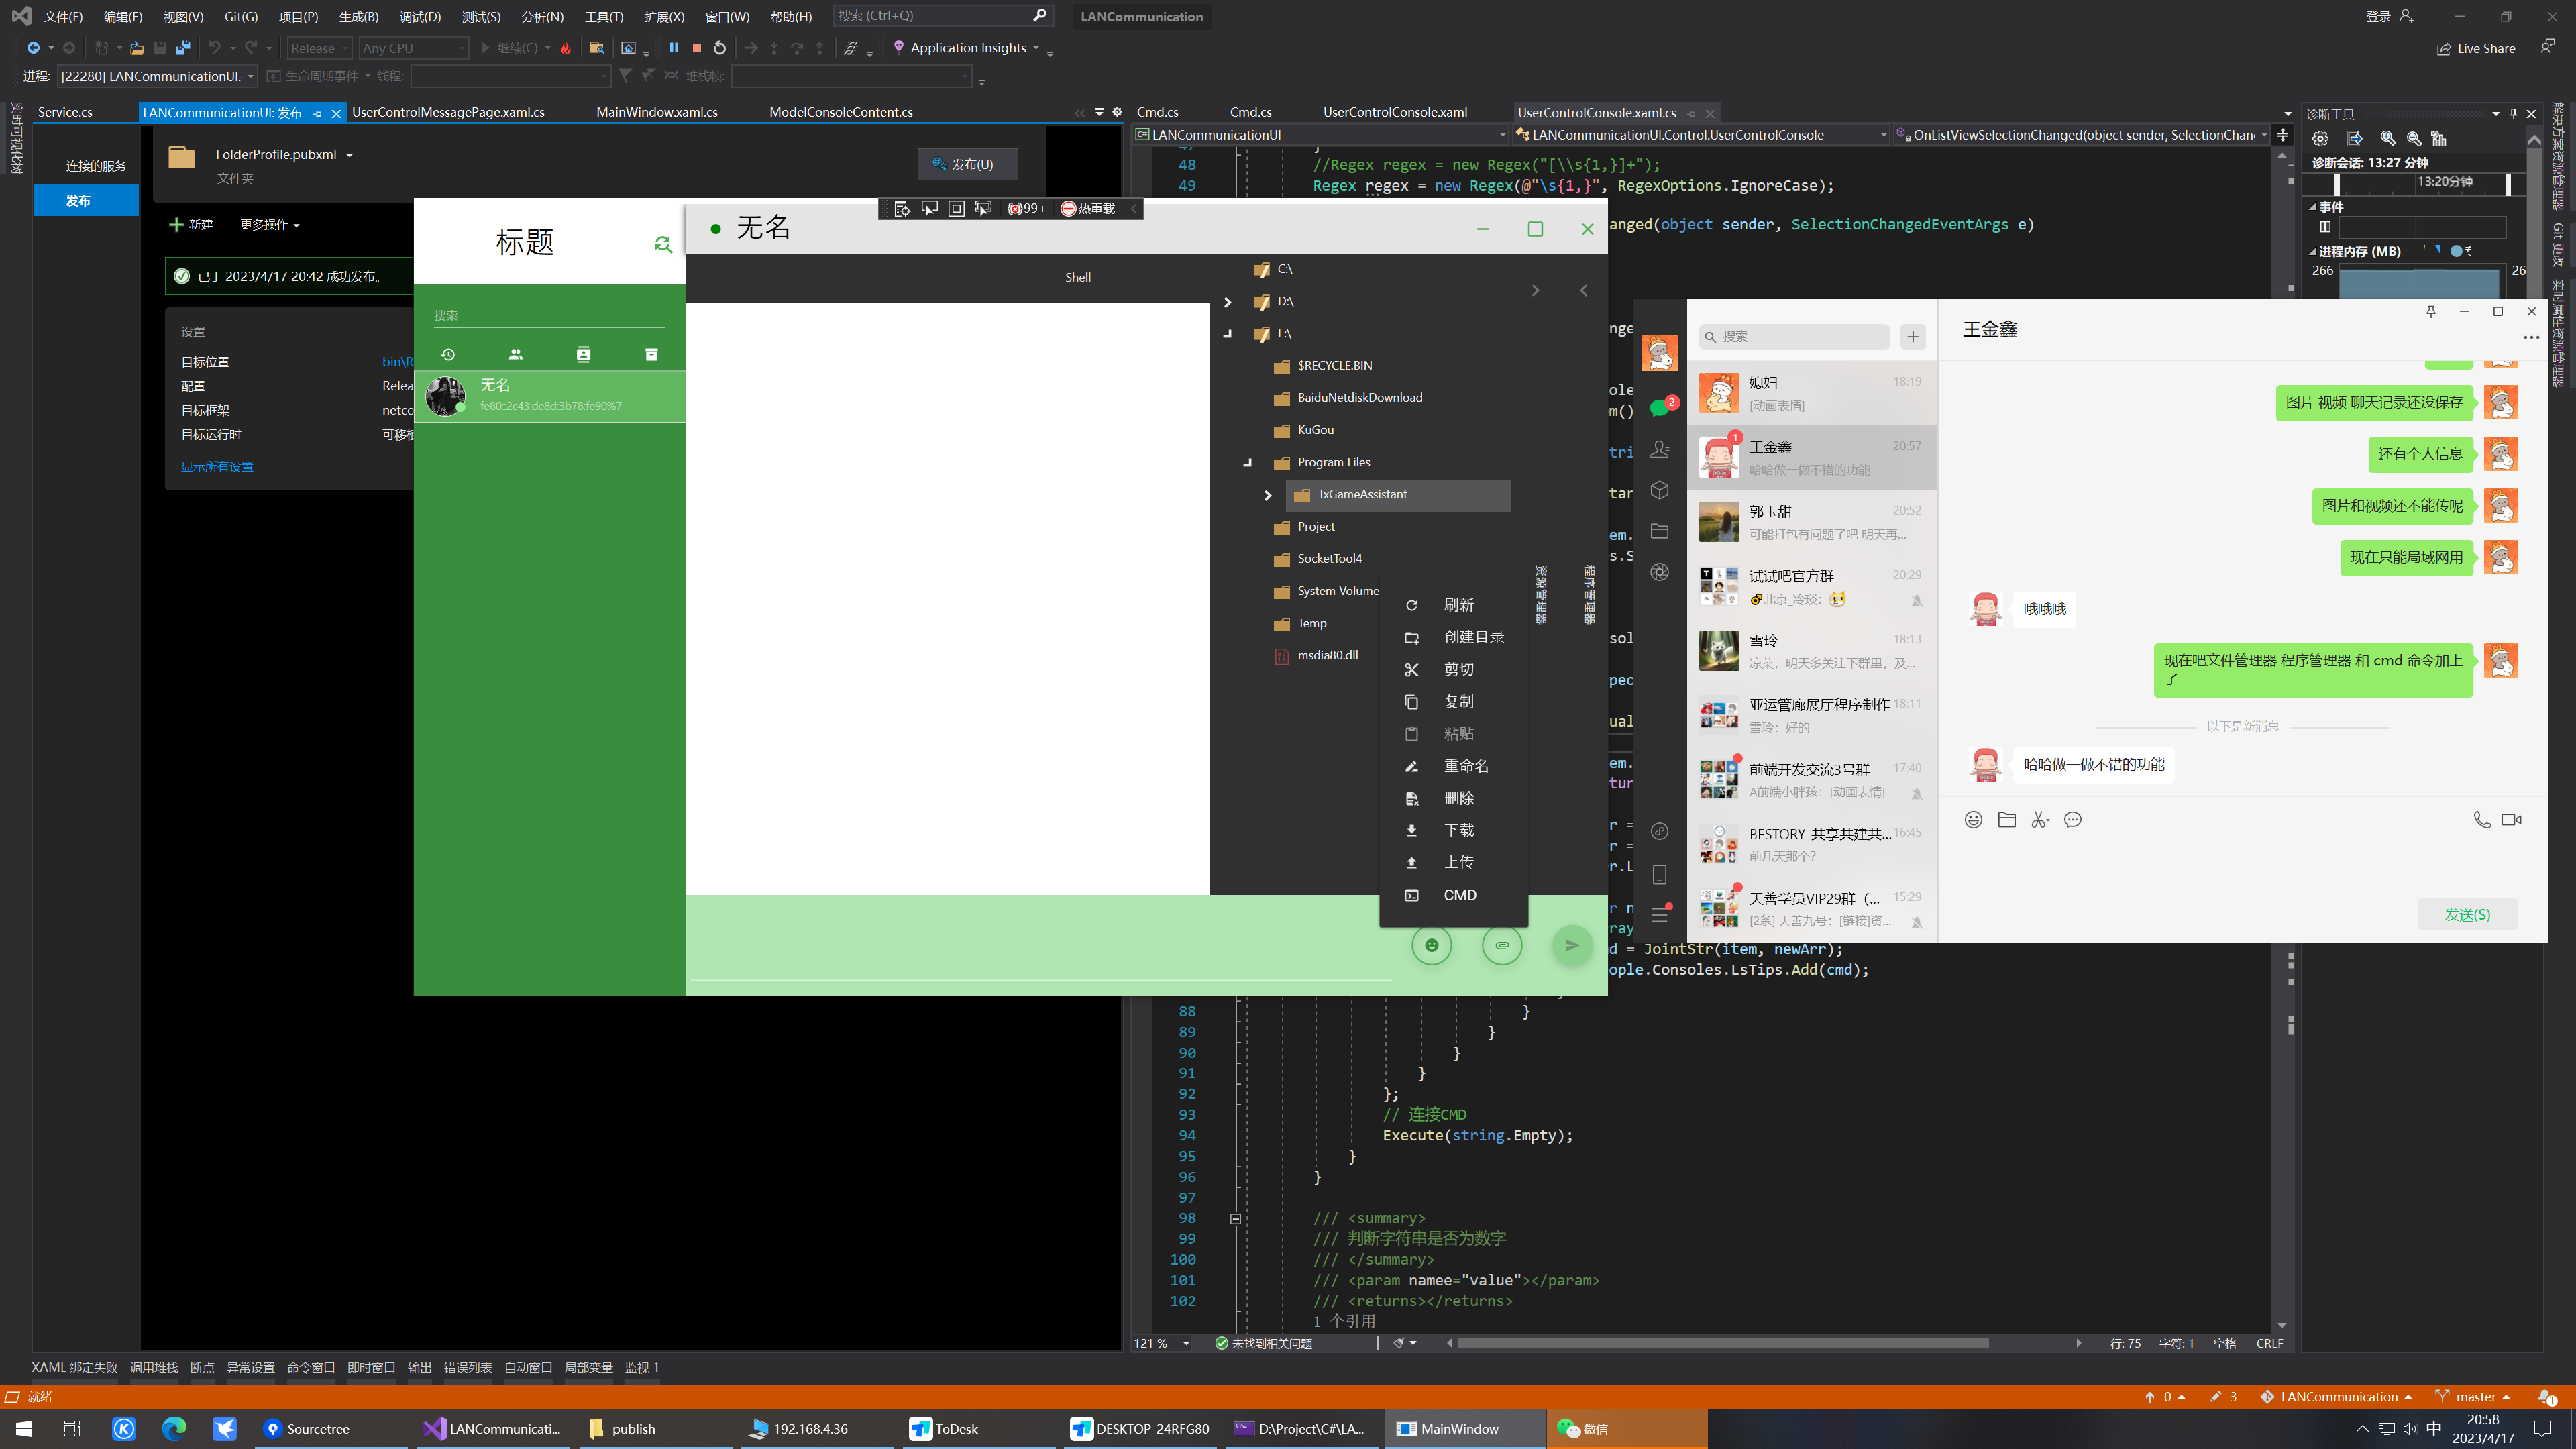 文件(F) 编辑(E) 视图(V) Git(G) 项目(P) 生成(B) 调试(D) 测试(S) 分析(N) 工具(T) 扩展(X) 窗口(W) 帮助(H) 搜索 (Ctrl+Q) LANCommunication 登录
Release Any CPU 继续(C) Application Insights Live Share
进程: [22280] LANCommunicationUI. 生命周期事件 线程: 堆栈帧:
实时可视化树
Service.cs LANCommunicationUI: 发布 UserControlMessagePage.xaml.cs MainWindow.xaml.cs ModelConsoleContent.cs
Cmd.cs Cmd.cs UserControlConsole.xaml UserControlConsole.xaml.cs
LANCommunicationUI LANCommunicationUI.Control.UserControlConsole OnListViewSelectionChanged(object sender, SelectionChan
连接的服务
发布
FolderProfile.pubxml
文件夹
发布(U)
新建 更多操作
已于 2023/4/17 20:42 成功发布。
设置
目标位置 bin\R
配置 Relea
目标框架 netco
目标运行时 可移植
显示所有设置
99+ 热重载
标题
搜索
无名
fe80::2c43:de8d:3b78:fe90%7
无名
Shell
C:\
D:\
E:\
$RECYCLE.BIN
BaiduNetdiskDownload
KuGou
Program Files
TxGameAssistant
Project
SocketTool4
System Volume
Temp
msdia80.dll
资源管理器
程序管理器
刷新
创建目录
剪切
复制
粘贴
重命名
删除
下载
上传
CMD
48 //Regex regex = new Regex("[\\s{1,}]+");
49 Regex regex = new Regex(@"\s{1,}", RegexOptions.IgnoreCase);
anged(object sender, SelectionChangedEventArgs e)
d = JointStr(item, newArr);
ople.Consoles.LsTips.Add(cmd);
88 }
89 }
90 }
91 }
92 };
93 // 连接CMD
94 Execute(string.Empty);
95 }
96 }
97
98 /// <summary>
99 /// 判断字符串是否为数字
100 /// </summary>
101 /// <param namee="value"></param>
102 /// <returns></returns>
1 个引用
121 % 未找到相关问题 行: 75 字符: 1 空格 CRLF
诊断工具
诊断会话: 13:27 分钟
13:20分钟
事件
进程内存 (MB)
266 26
解决方案资源管理器
Git 更改
实时属性资源管理器
搜索
2
媳妇 18:19
[动画表情]
1
王金鑫 20:57
哈哈做一做不错的功能
郭玉甜 20:52
可能打包有问题了吧 明天再...
试试吧官方群 20:29
北京_冷琰:
雪玲 18:13
凉菜，明天多关注下群里，及...
亚运管廊展厅程序制作 18:11
雪玲: 好的
前端开发交流3号群 17:40
A前端小胖孩: [动画表情]
BESTORY_共享共建共... 16:45
前几天那个?
天善学员VIP29群（... 15:29
[2条] 天善九号: [链接]资...
王金鑫
图片 视频 聊天记录还没保存
还有个人信息
图片和视频还不能传呢
现在只能局域网用
哦哦哦
现在吧文件管理器 程序管理器 和 cmd 命令加上
了
以下是新消息
哈哈做一做不错的功能
发送(S)
XAML 绑定失败 调用堆栈 断点 异常设置 命令窗口 即时窗口 输出 错误列表 自动窗口 局部变量 监视 1
就绪 0 3 LANCommunication master 1
Sourcetree LANCommunicati... publish 192.168.4.36 ToDesk DESKTOP-24RFG80 D:\Project\C#\LA... MainWindow 微信 中 20:58
2023/4/17